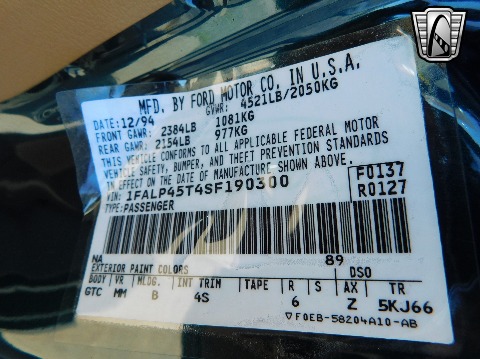 MFD. BY FORD MOTOR CO. IN U.S.A.
DATE: 12/94 GVWR: 4521LB/2050KG
FRONT GAWR: 2384LB 1081KG
REAR GAWR: 2154LB 977KG
THIS VEHICLE CONFORMS TO ALL APPLICABLE FEDERAL MOTOR
VEHICLE SAFETY, BUMPER, AND THEFT PREVENTION STANDARDS
IN EFFECT ON THE DATE OF MANUFACTURE SHOWN ABOVE.
VIN: 1FALP45T4SF190300 F0137
TYPE: PASSENGER R0127
NA 89
EXTERIOR PAINT COLORS DSO
BODY VR MLDG. INT TRIM TAPE R S AX TR
GTC MM B 4S 6 Z 5KJ66
▽ F0EB-58204A10-AB